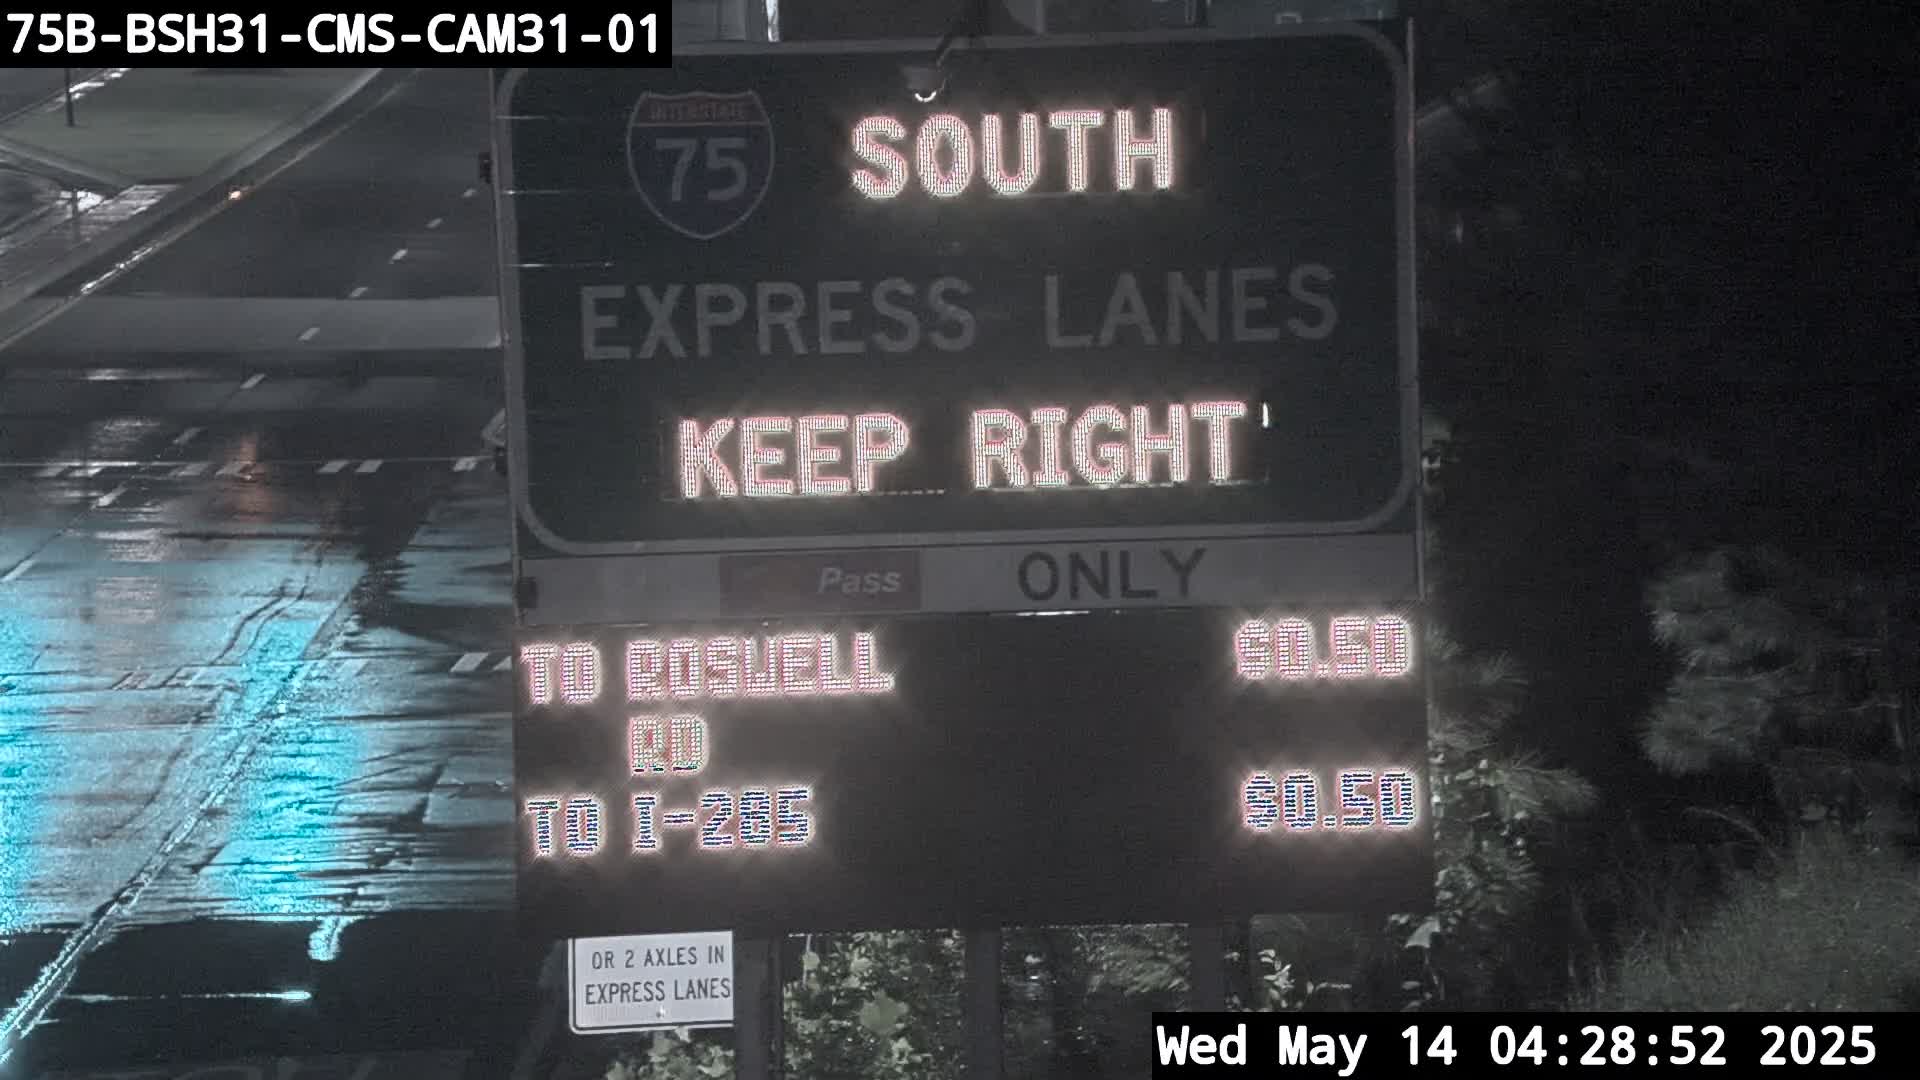 75B-BSH31-CMS-CAM31-01
INTERSTATE
75
SOUTH
EXPRESS LANES
KEEP RIGHT
Pass ONLY
TO BOSWELL $0.50
RD
TO I-285 $0.50
OR 2 AXLES IN
EXPRESS LANES
Wed May 14 04:28:52 2025